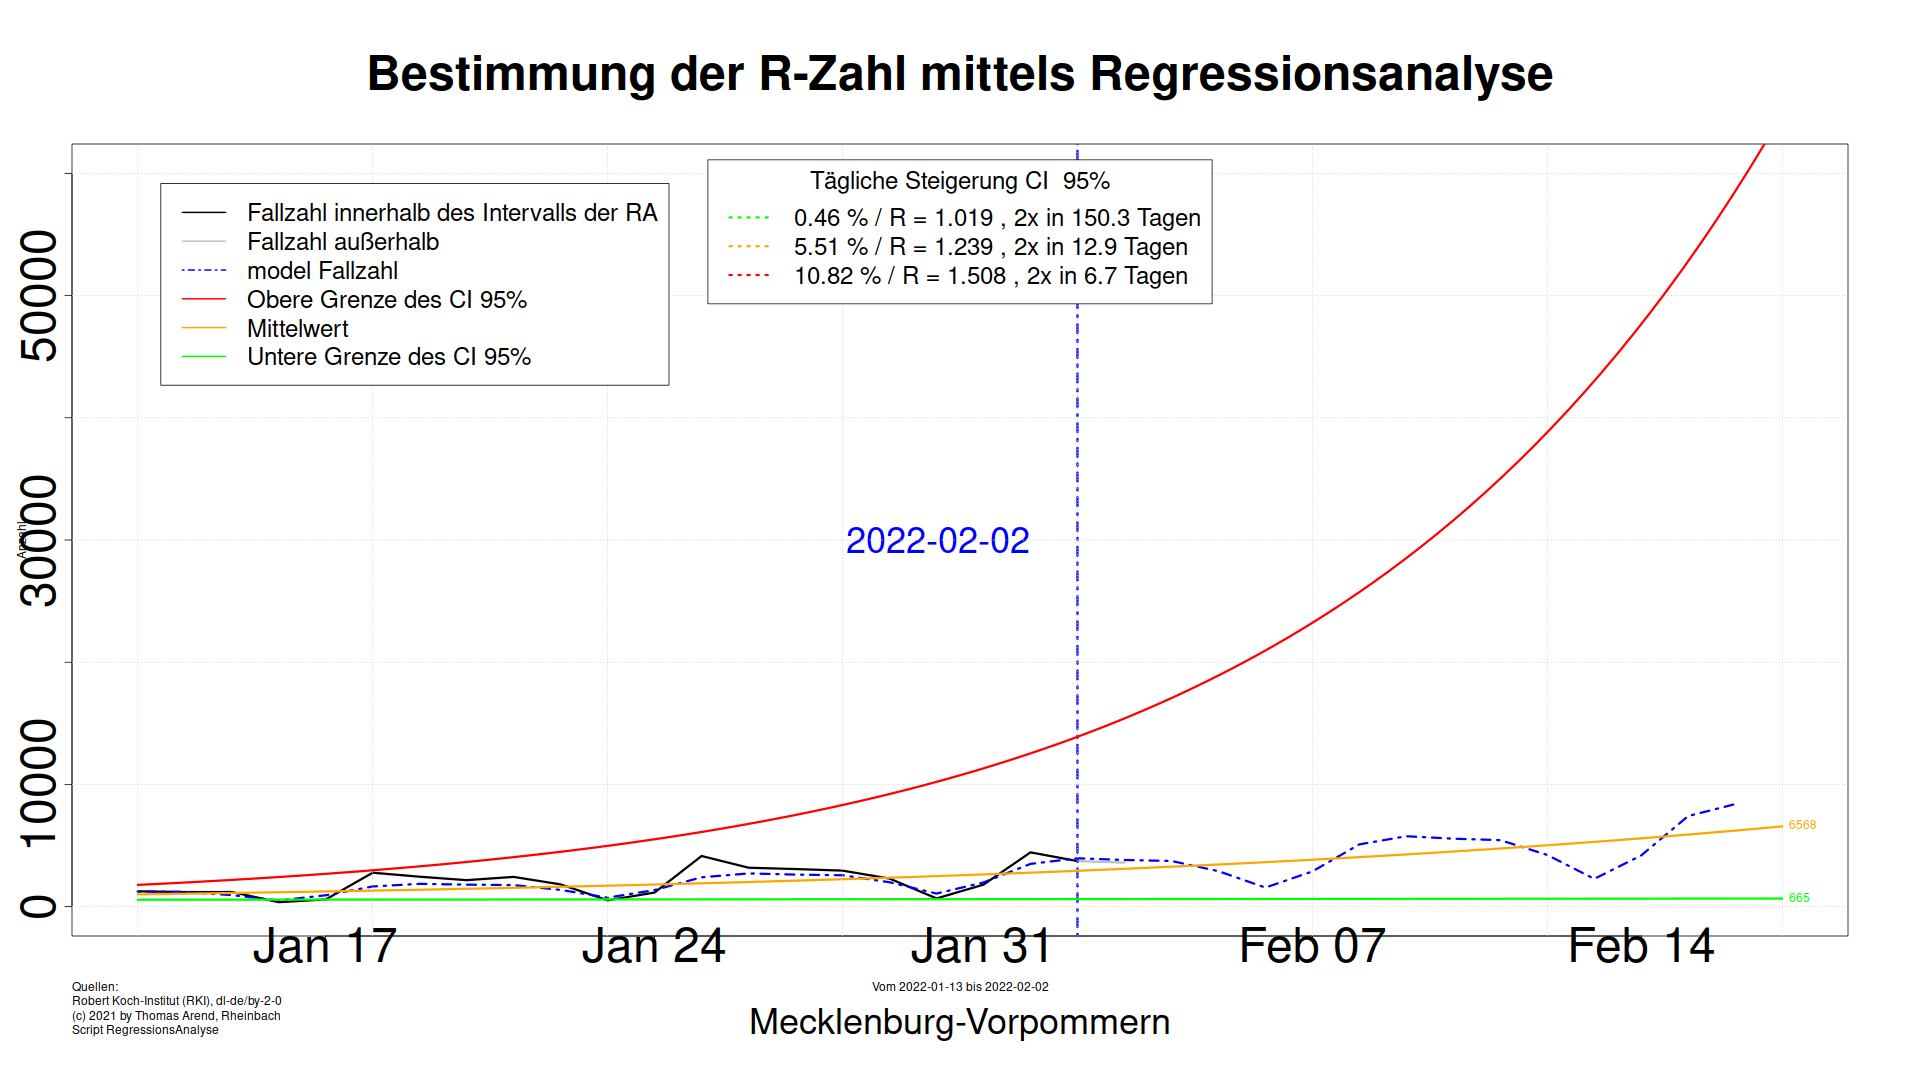 Bestimmung der R-Zahl mittels Regressionsanalyse
Fallzahl innerhalb des Intervalls der RA
Fallzahl außerhalb
model Fallzahl
Obere Grenze des CI 95%
Mittelwert
Untere Grenze des CI 95%
Tägliche Steigerung CI  95%
0.46 % / R = 1.019 , 2x in 150.3 Tagen
5.51 % / R = 1.239 , 2x in 12.9 Tagen
10.82 % / R = 1.508 , 2x in 6.7 Tagen
50000
30000
10000
0
Anzahl
2022-02-02
6568
665
Jan 17
Jan 24
Jan 31
Feb 07
Feb 14
Quellen:
Robert Koch-Institut (RKI), dl-de/by-2-0
(c) 2021 by Thomas Arend, Rheinbach
Script RegressionsAnalyse
Vom 2022-01-13 bis 2022-02-02
Mecklenburg-Vorpommern